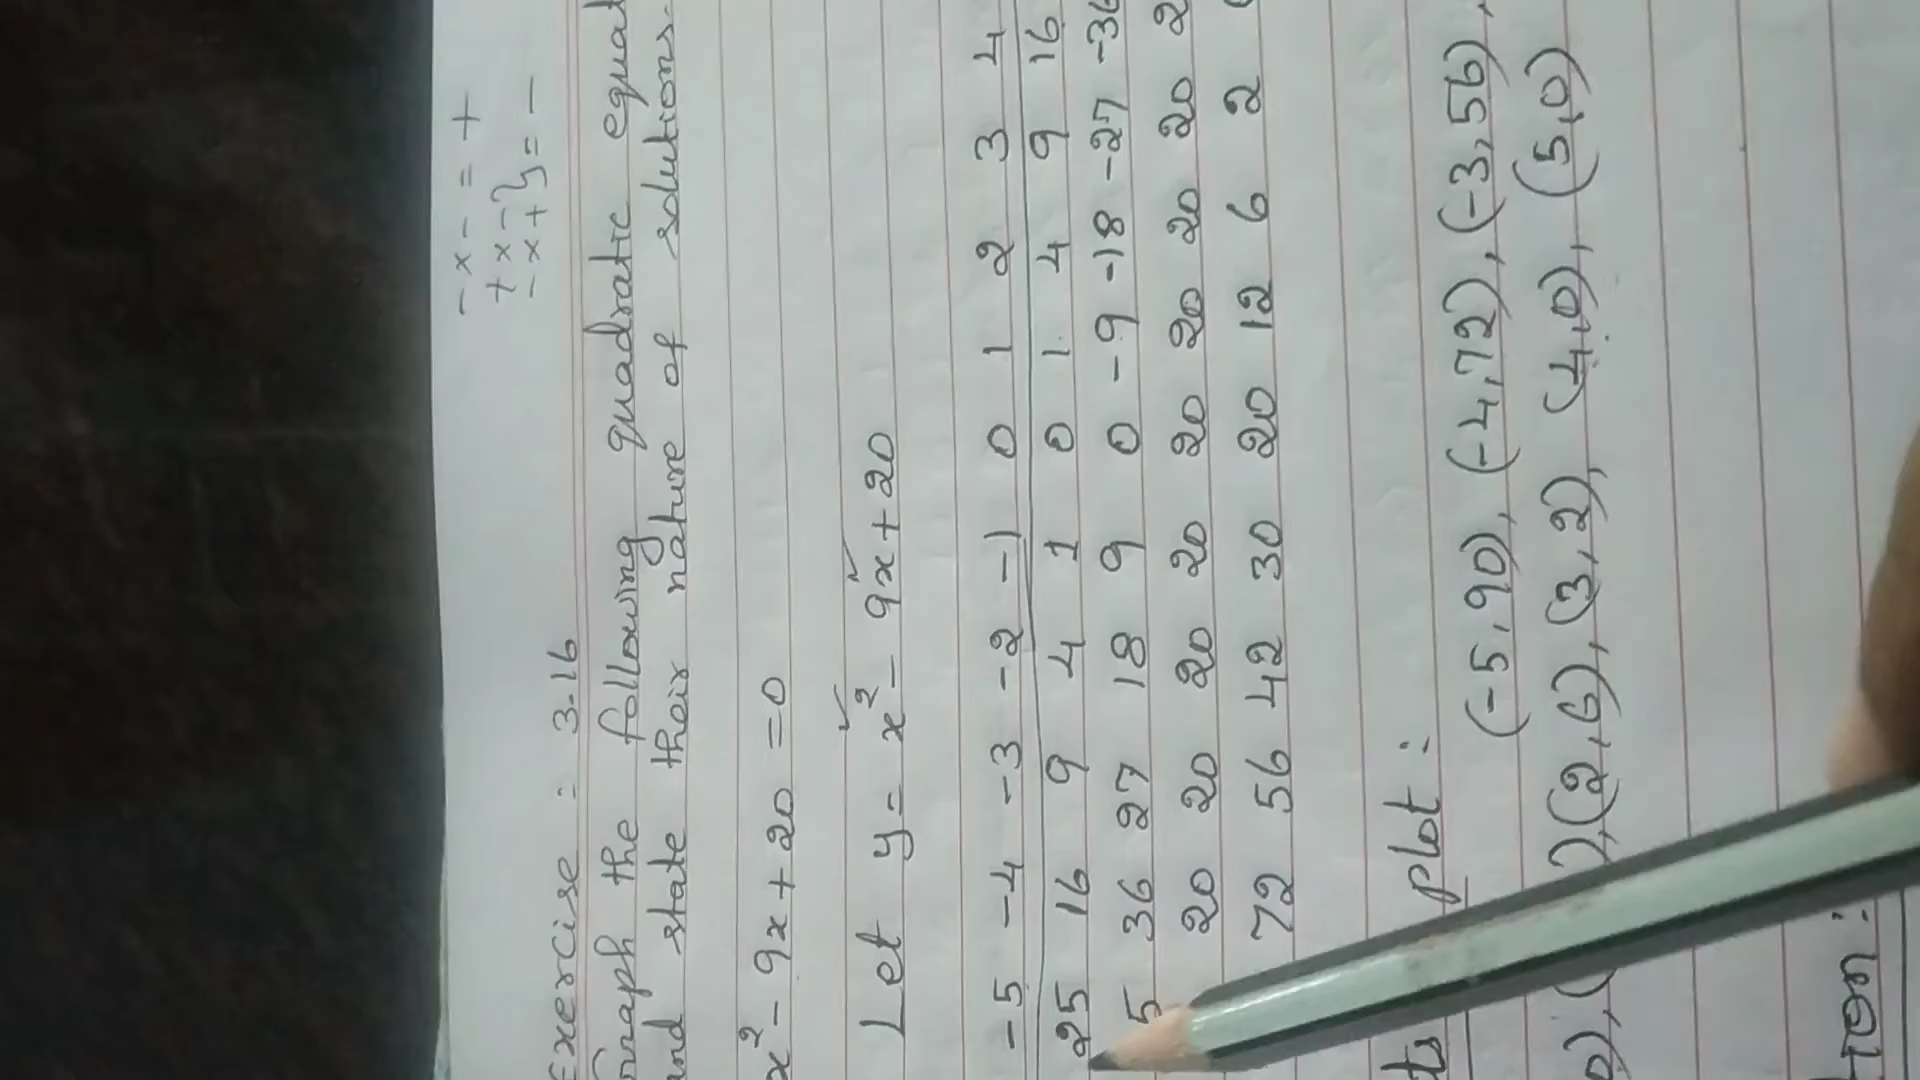 - x - = +
+ x -
- x + } = -
Exercise : 3.16
Graph the following quadratic
and state their nature of solutions.
x² - 9x + 20 = 0
Let y = x² - 9x + 20
-5 -4 -3 -2 -1 0 1 2 3 4
25 16 9 4 1 0 1 4 9 16
5 36 27 18 9 0 -9 -18 -27 -36
20 20 20 20 20 20 20 20 20
72 56 42 30 20 12 6 2
plot :
(-5,90), (-4,72), (-3,56),
),(2,6), (3,2), (4,0), (5,0)